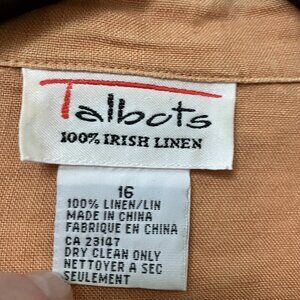 Talbots
100% IRISH LINEN
16
100% LINEN/LIN
MADE IN CHINA
FABRIQUE EN CHINA
CA 23147
DRY CLEAN ONLY
NETTOYER A SEC
SEULEMENT